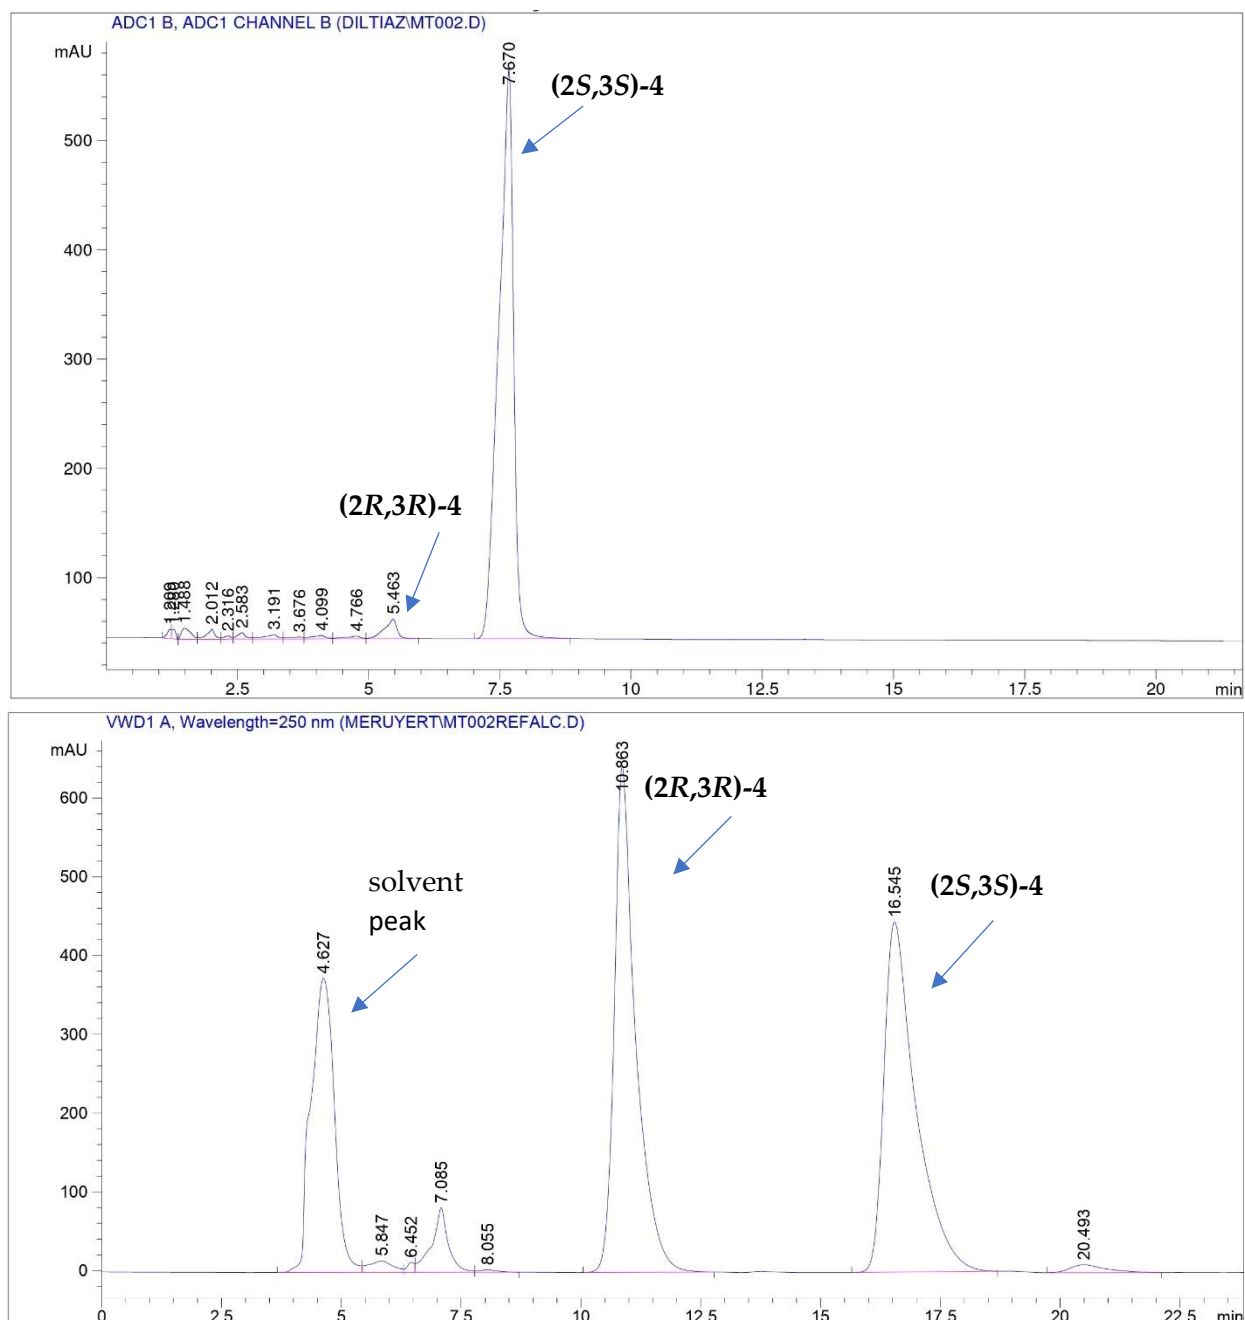 ADC1 B, ADC1 CHANNEL B (DILTIAZ\MT002.D)
mAU
7.670
(2S,3S)-4
500
400
300
200
(2R,3R)-4
100
1.488
2.012
2.316
2.583
3.191
3.676
4.099
4.766
5.463
2.5 5 7.5 10 12.5 15 17.5 20 min
VWD1 A, Wavelength=250 nm (MERUYERT\MT002REFALC.D)
mAU
10.863
(2R,3R)-4
600
solvent
peak
500
16.545
(2S,3S)-4
4.627
400
300
200
100
5.847
6.452
7.085
8.055
20.493
0
0 2.5 5 7.5 10 12.5 15 17.5 20 22.5 min